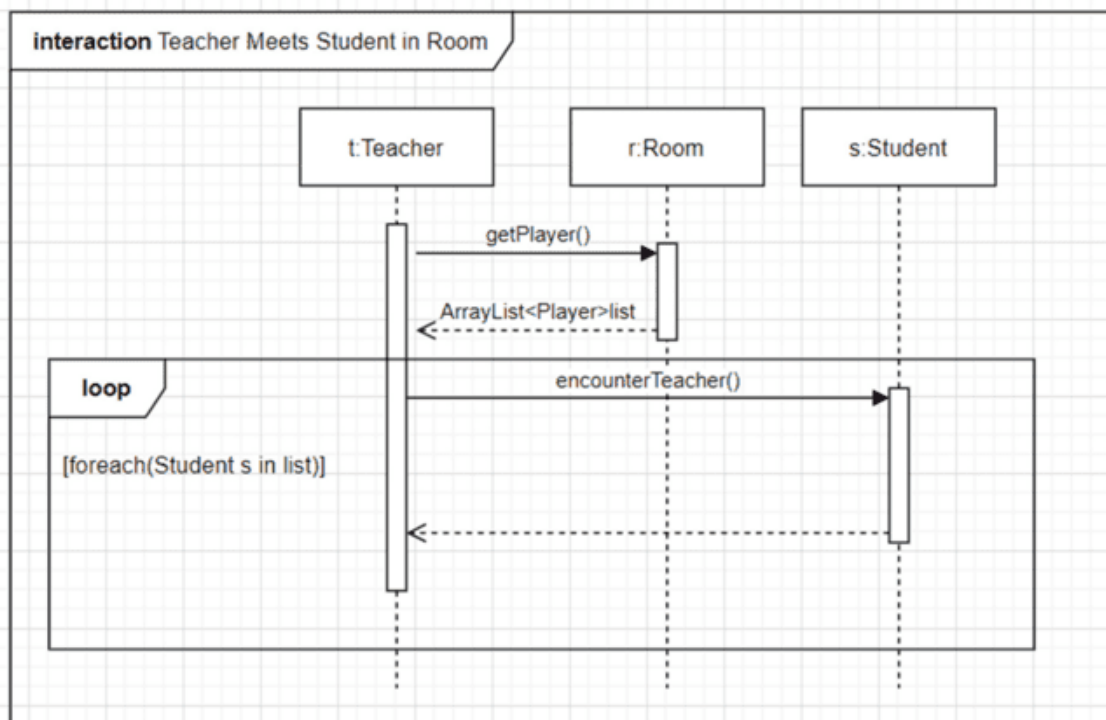 interaction Teacher Meets Student in Room
t:Teacher
r:Room
s:Student
getPlayer()
ArrayList<Player>list
loop
encounterTeacher()
[foreach(Student s in list)]